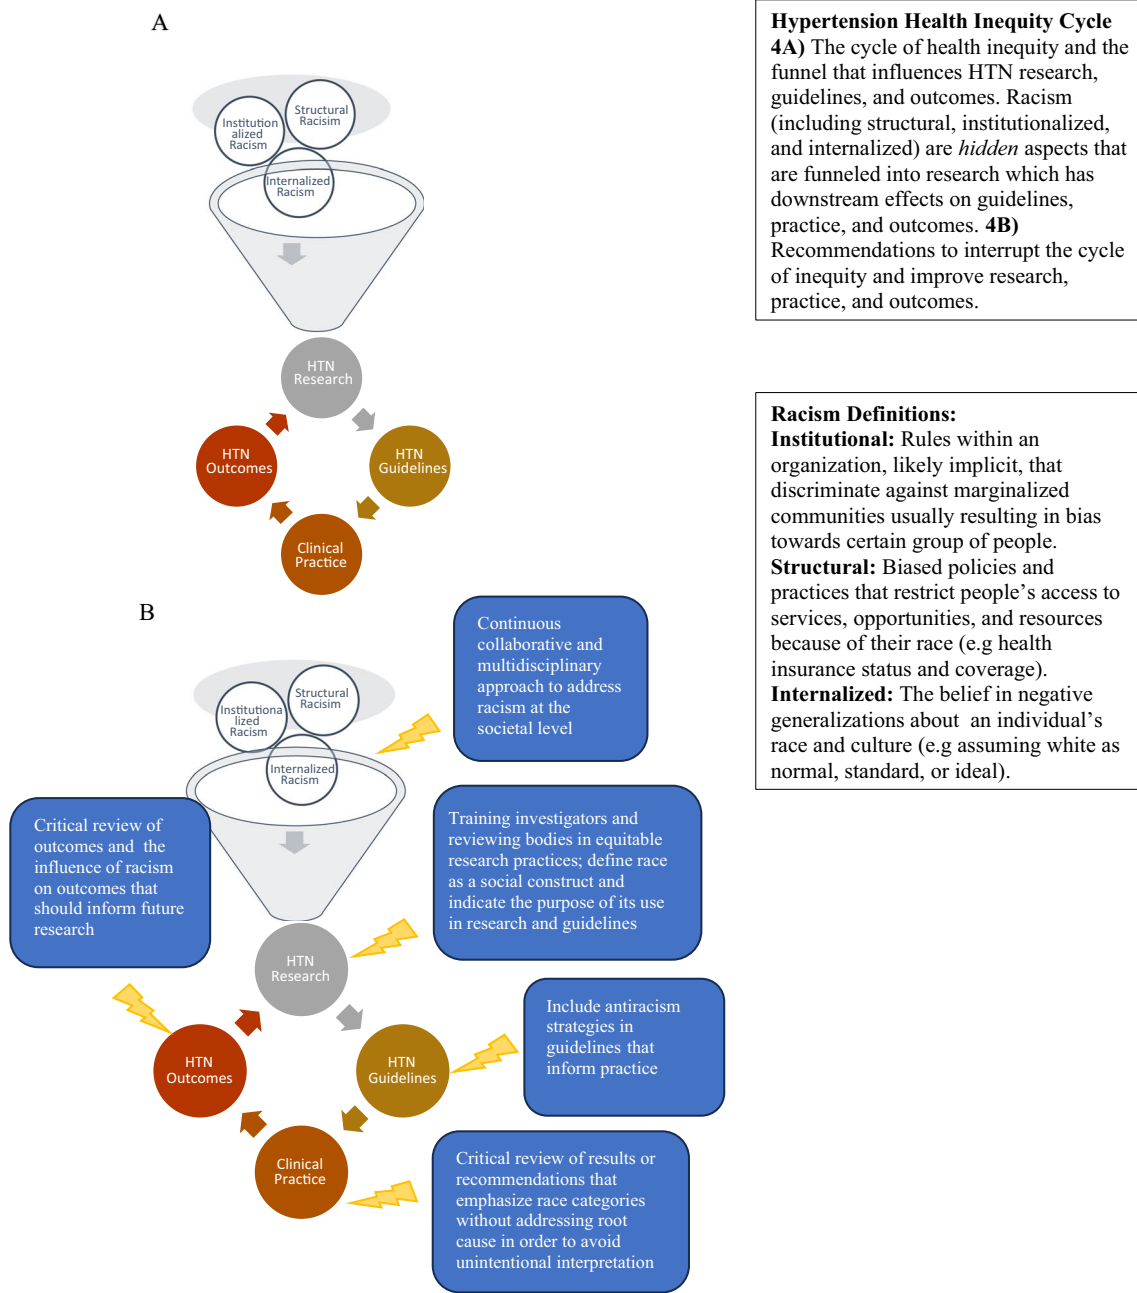 A
Institution
alized
Racism
Structural
Racisim
Internalized
Racism
HTN
Research
HTN
Outcomes
HTN
Guidelines
Clinical
Practice
Hypertension Health Inequity Cycle
4A) The cycle of health inequity and the
funnel that influences HTN research,
guidelines, and outcomes. Racism
(including structural, institutionalized,
and internalized) are hidden aspects that
are funneled into research which has
downstream effects on guidelines,
practice, and outcomes. 4B)
Recommendations to interrupt the cycle
of inequity and improve research,
practice, and outcomes.
Racism Definitions:
Institutional: Rules within an
organization, likely implicit, that
discriminate against marginalized
communities usually resulting in bias
towards certain group of people.
Structural: Biased policies and
practices that restrict people’s access to
services, opportunities, and resources
because of their race (e.g health
insurance status and coverage).
Internalized: The belief in negative
generalizations about  an individual’s
race and culture (e.g assuming white as
normal, standard, or ideal).
B
Institutiona
lized
Racism
Structural
Racisim
Internalized
Racism
Continuous
collaborative and
multidisciplinary
approach to address
racism at the
societal level
Critical review of
outcomes and  the
influence of racism
on outcomes that
should inform future
research
Training investigators and
reviewing bodies in equitable
research practices; define race
as a social construct and
indicate the purpose of its use
in research and guidelines
HTN
Research
Include antiracism
strategies in
guidelines that
inform practice
HTN
Outcomes
HTN
Guidelines
Clinical
Practice
Critical review of results or
recommendations that
emphasize race categories
without addressing root
cause in order to avoid
unintentional interpretation